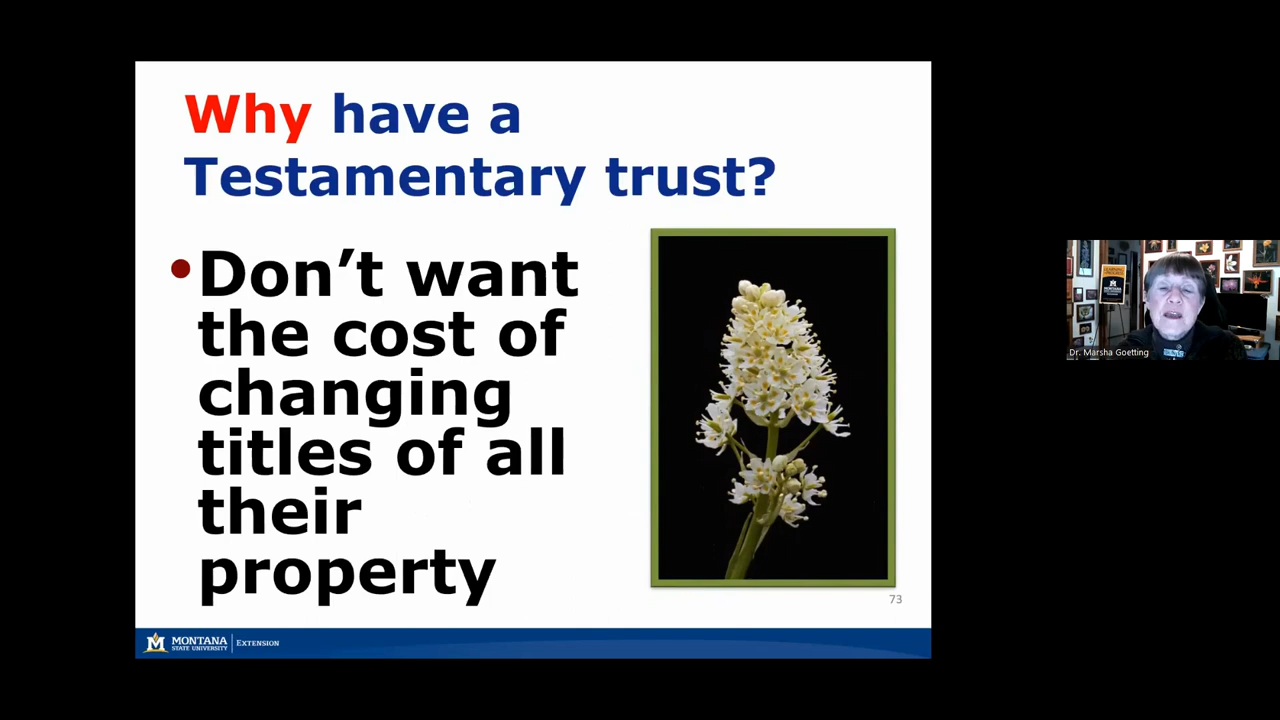 Why have a
Testamentary trust?
•Don’t want
the cost of
changing
titles of all
their
property
73
M MONTANA
STATE UNIVERSITY
EXTENSION
MONTANA
Dr. Marsha Goetting